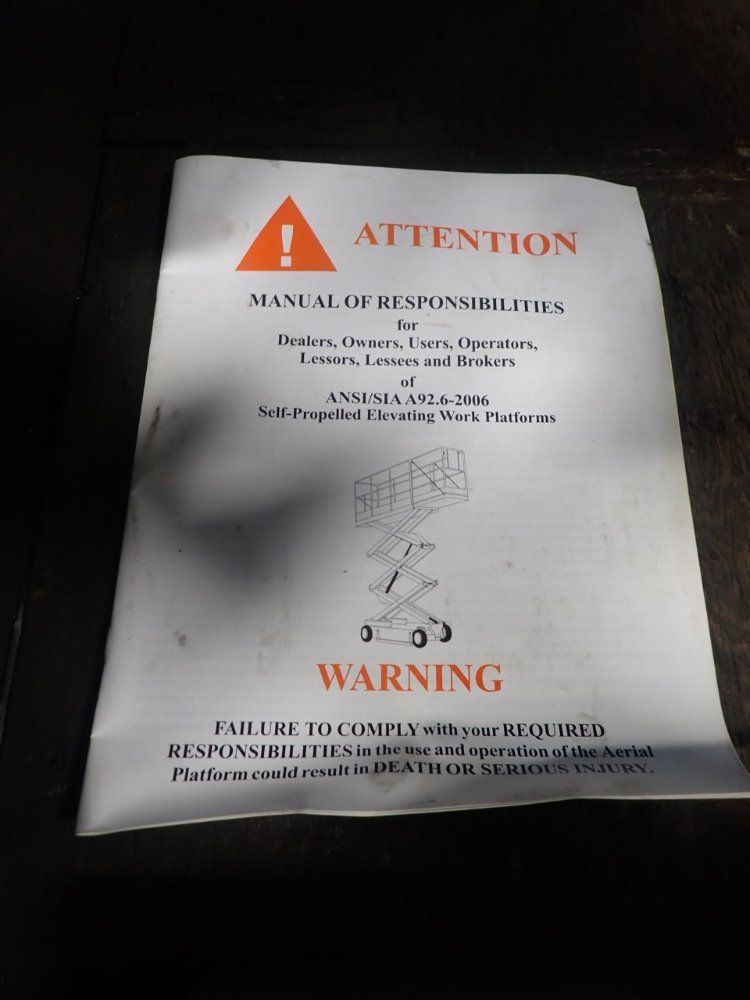 !
ATTENTION
MANUAL OF RESPONSIBILITIES
for
Dealers, Owners, Users, Operators,
Lessors, Lessees and Brokers
of
ANSI/SIA A92.6-2006
Self-Propelled Elevating Work Platforms
WARNING
FAILURE TO COMPLY with your REQUIRED
RESPONSIBILITIES in the use and operation of the Aerial
Platform could result in DEATH OR SERIOUS INJURY.